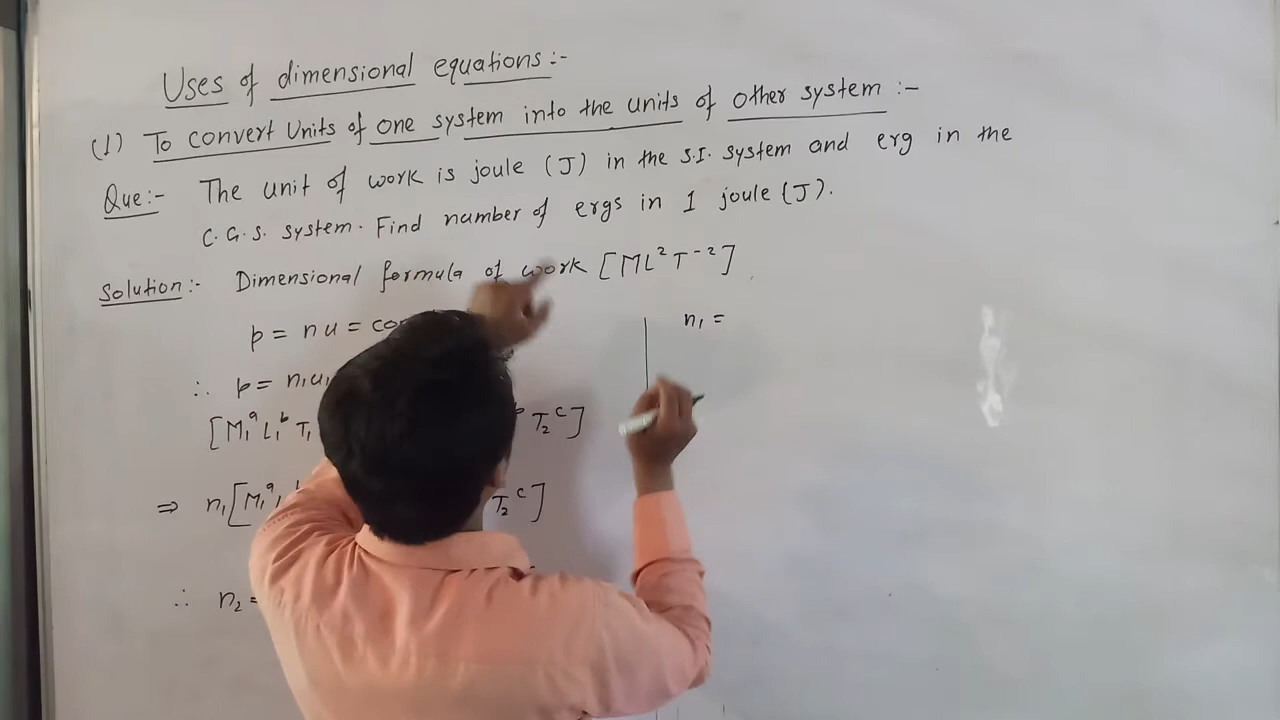 Uses of dimensional equations :-
(1) To convert Units of one system into the units of other system :-
Que :- The unit of work is joule (J) in the S.I. system and erg in the
C.G.S. system. Find number of ergs in 1 joule (J).
Solution :- Dimensional formula of work [ML²T⁻²]
p = nu = co
∴ p = n₁u₁
[M₁ᵃ L₁ᵇ T₁ T₂ᶜ]
⇒ n₁[M₁ᵃ T₂ᶜ]
∴ n₂ =
n₁ =